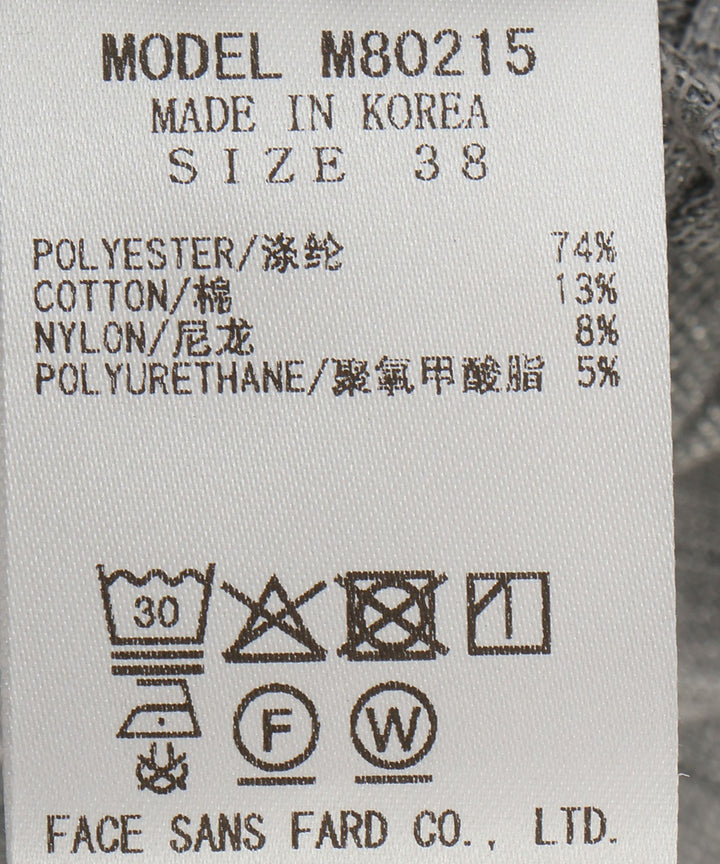 MODEL M80215
MADE IN KOREA
SIZE 38
POLYESTER/涤纶 74%
COTTON/棉 13%
NYLON/尼龙 8%
POLYURETHANE/聚氧甲酸脂 5%
30
F W
FACE SANS FARD CO., LTD.